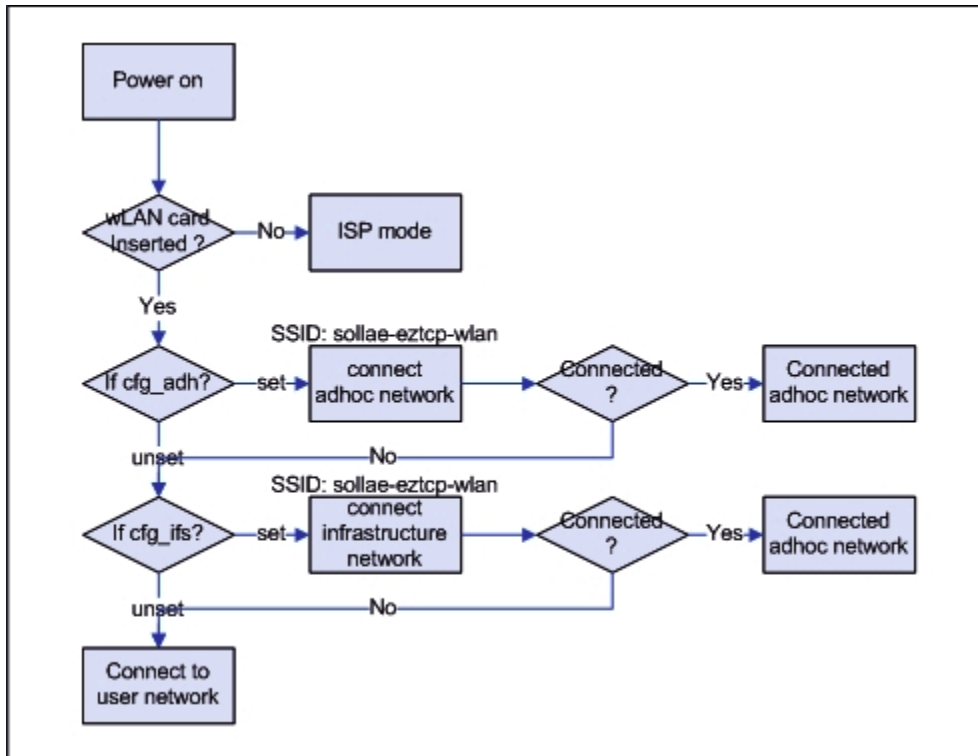 Power on
wLAN card
Inserted ?
No
ISP mode
Yes
SSID: sollae-eztcp-wlan
If cfg_adh?
set
connect
adhoc network
Connected
?
Yes
Connected
adhoc network
unset
No
SSID: sollae-eztcp-wlan
If cfg_ifs?
set
connect
infrastructure
network
Connected
?
Yes
Connected
adhoc network
unset
No
Connect to
user network